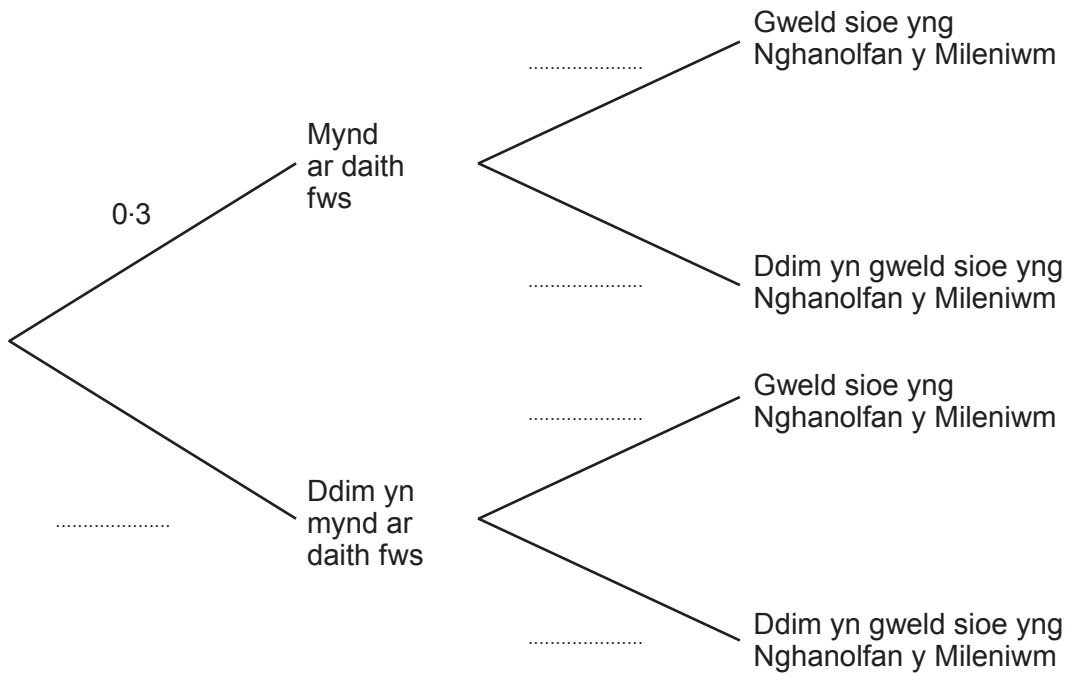 Gweld sioe yng
Nghanolfan y Mileniwm
.....................
Mynd
ar daith
fws
0·3
Ddim yn gweld sioe yng
Nghanolfan y Mileniwm
.....................
Gweld sioe yng
Nghanolfan y Mileniwm
.....................
Ddim yn
mynd ar
daith fws
.....................
Ddim yn gweld sioe yng
Nghanolfan y Mileniwm
.....................